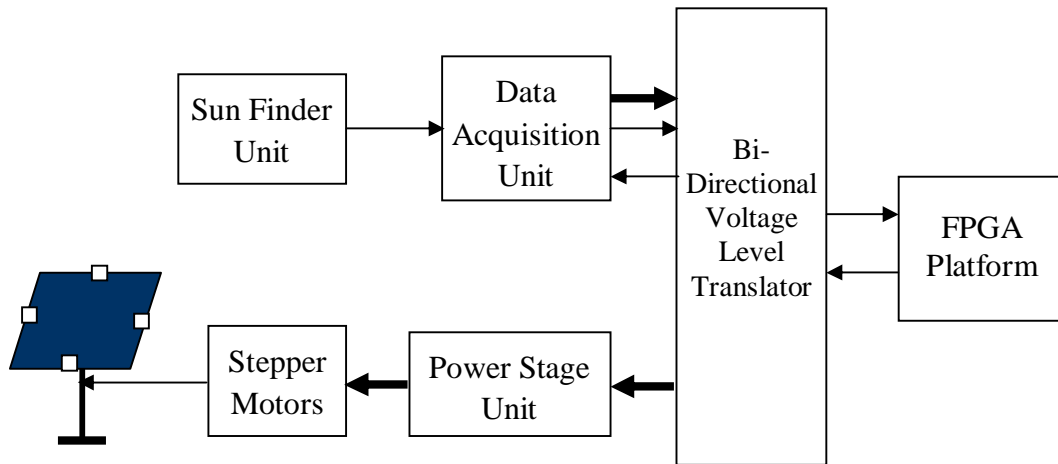 Sun Finder
Unit
Data
Acquisition
Unit
Bi-
Directional
Voltage
Level
Translator
FPGA
Platform
Stepper
Motors
Power Stage
Unit